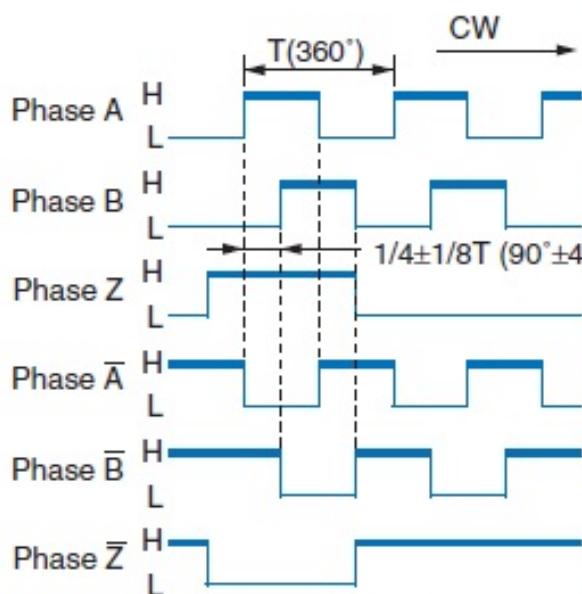 CW
T(360˚)
Phase A H
L
Phase B H
L
1/4±1/8T (90˚±4
Phase Z H
L
Phase A̅ H
L
Phase B̅ H
L
Phase Z̅ H
L